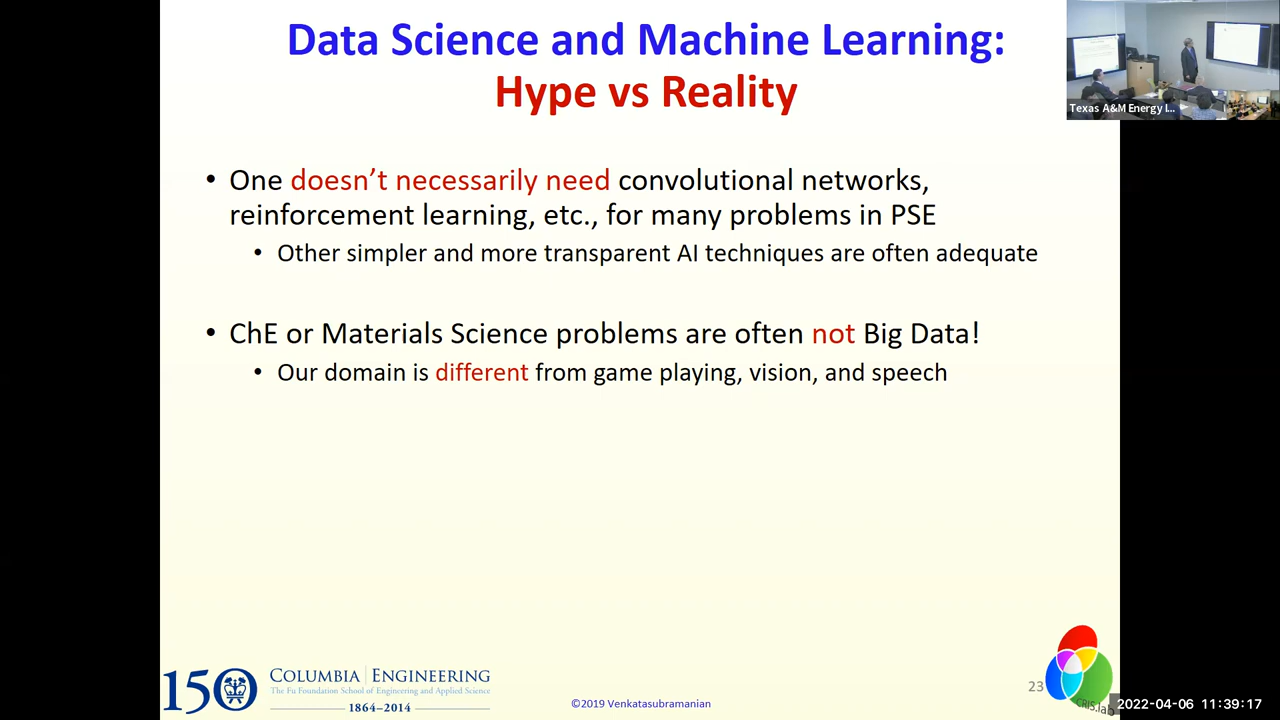 Data Science and Machine Learning:
Hype vs Reality
Texas A&M Energy I...
• One doesn't necessarily need convolutional networks,
reinforcement learning, etc., for many problems in PSE
• Other simpler and more transparent AI techniques are often adequate
• ChE or Materials Science problems are often not Big Data!
• Our domain is different from game playing, vision, and speech
150
COLUMBIA | ENGINEERING
The Fu Foundation School of Engineering and Applied Science
1864–2014
©2019 Venkatasubramanian
23
CRIS.lab
2022-04-06 11:39:17